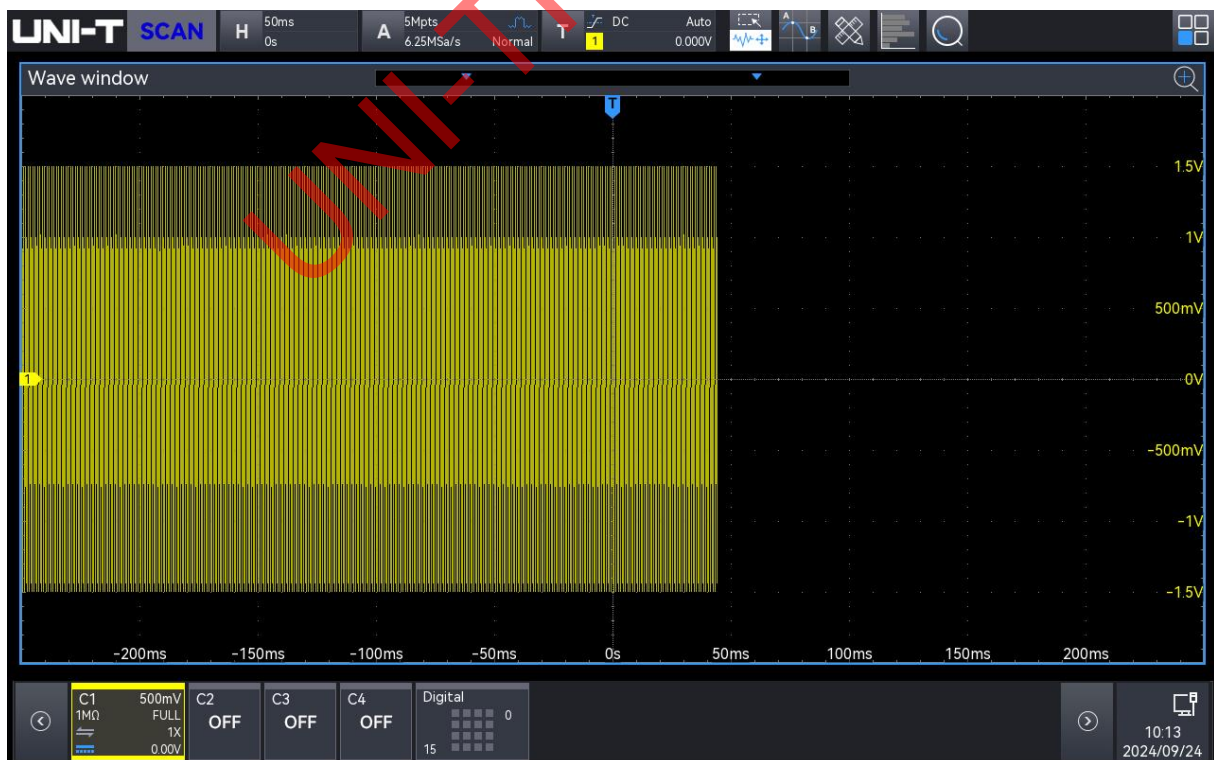 UNI-T SCAN H 50ms 0s A 5Mpts 6.25MSa/s Normal T DC 1 Auto 0.000V A B
Wave window
T
1.5V
1V
500mV
1
0V
-500mV
-1V
-1.5V
-200ms -150ms -100ms -50ms 0s 50ms 100ms 150ms 200ms
C1 500mV
1MΩ FULL
1X
0.00V
C2
OFF
C3
OFF
C4
OFF
Digital
0
15
10:13
2024/09/24
UNI-T